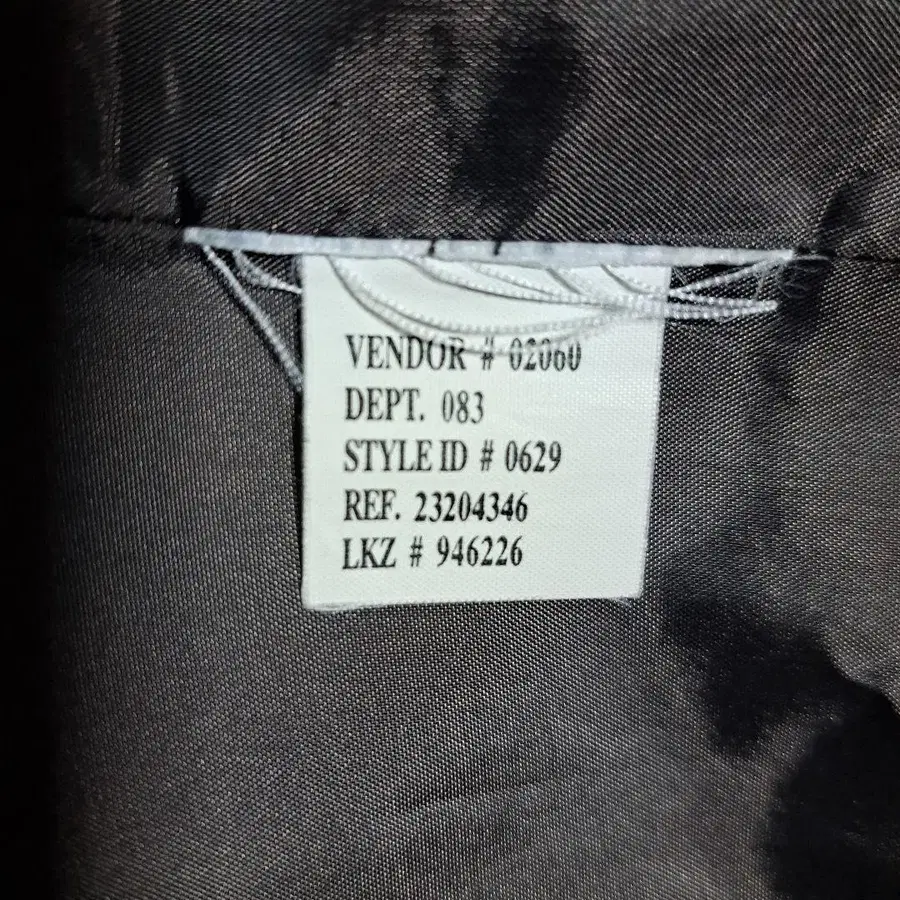 VENDOR # 02060
DEPT. 083
STYLE ID # 0629
REF. 23204346
LKZ # 946226